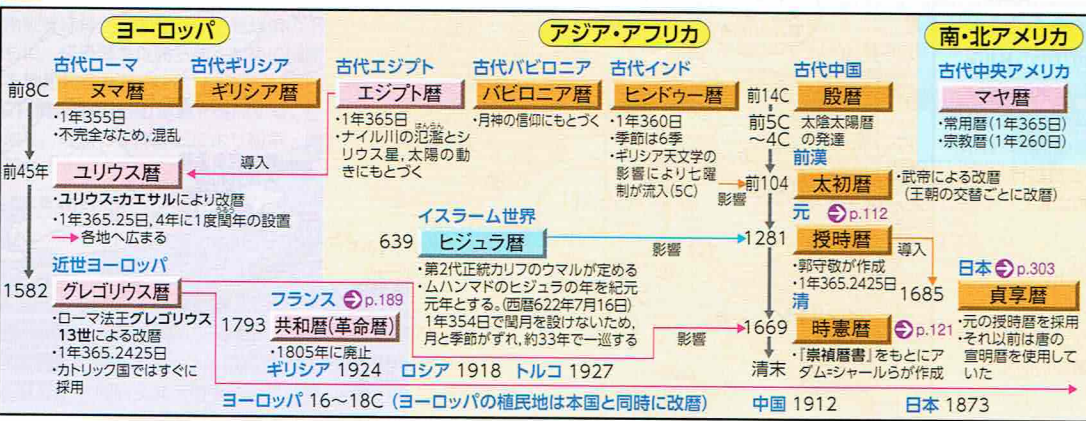 ヨーロッパ
古代ローマ
前8C
ヌマ暦
・1年355日
・不完全なため,混乱
古代ギリシア
ギリシア暦
前45年
ユリウス暦
導入
・ユリウス=カエサルにより改暦
・1年365.25日, 4年に1度閏年の設置
各地へ広まる
近世ヨーロッパ
1582
グレゴリウス暦
・ローマ法王グレゴリウス
13世による改暦
・1年365.2425日
・カトリック国ではすぐに
採用
フランス p.189
1793
共和暦(革命暦)
・1805年に廃止
アジア・アフリカ
古代エジプト
エジプト暦
・1年365日
・ナイル川の氾濫とシ
はんらん
リウス星, 太陽の動
きにもとづく
古代バビロニア
バビロニア暦
・月神の信仰にもとづく
古代インド
ヒンドゥー暦
・1年360日
・季節は6季
・ギリシア天文学の
影響により七曜
制が流入(5C)
影響
イスラーム世界
639
ヒジュラ暦
影響
・第2代正統カリフのウマルが定める
・ムハンマドのヒジュラの年を紀元
元年とする。(西暦622年7月16日)
1年354日で閏月を設けないため,
月と季節がずれ, 約33年で一巡する
影響
古代中国
前14C
殷暦
前5C
〜4C
太陰太陽暦
の発達
前漢
前104
太初暦
・武帝による改暦
(王朝の交替ごとに改暦)
元 p.112
1281
授時暦
導入
・郭守敬が作成
・1年365.2425日
清
1669
時憲暦
p.121
・『崇禎暦書』をもとにア
ダム=シャールらが作成
清末
日本 p.303
1685
貞享暦
・元の授時暦を採用
・それ以前は唐の
宣明暦を使用して
いた
南・北アメリカ
古代中央アメリカ
マヤ暦
・常用暦(1年365日)
・宗教暦(1年260日)
ギリシア 1924 ロシア 1918 トルコ 1927
ヨーロッパ 16〜18C (ヨーロッパの植民地は本国と同時に改暦) 中国 1912 日本 1873